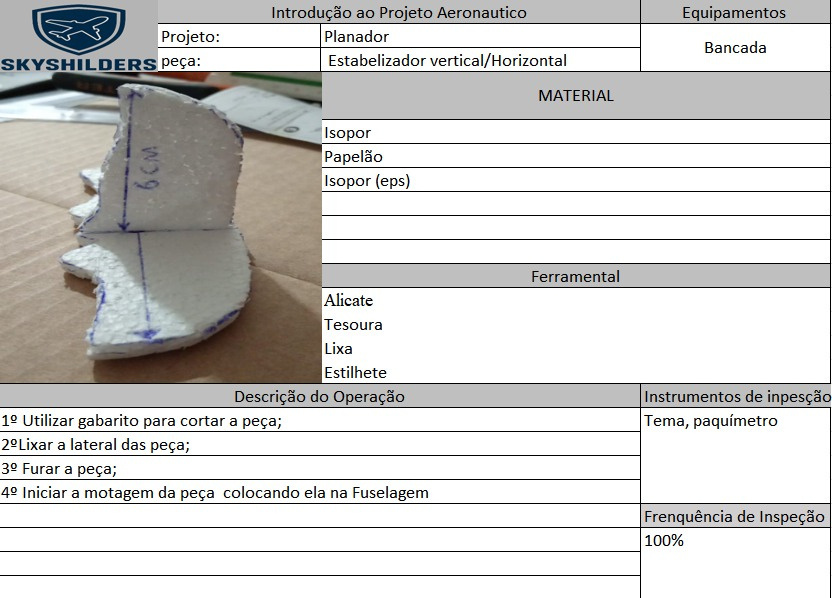 SKYSHILDERS
Introdução ao Projeto Aeronautico
Equipamentos
Projeto:
Planador
Bancada
peça:
Estabelizador vertical/Horizontal
MATERIAL
Isopor
Papelão
Isopor (eps)
6 CM
Ferramental
Alicate
Tesoura
Lixa
Estilhete
Descrição do Operação
Instrumentos de inpesção
1º Utilizar gabarito para cortar a peça;
Tema, paquímetro
2ºLixar a lateral das peça;
3º Furar a peça;
4º Iniciar a motagem da peça colocando ela na Fuselagem
Frenquência de Inspeção
100%